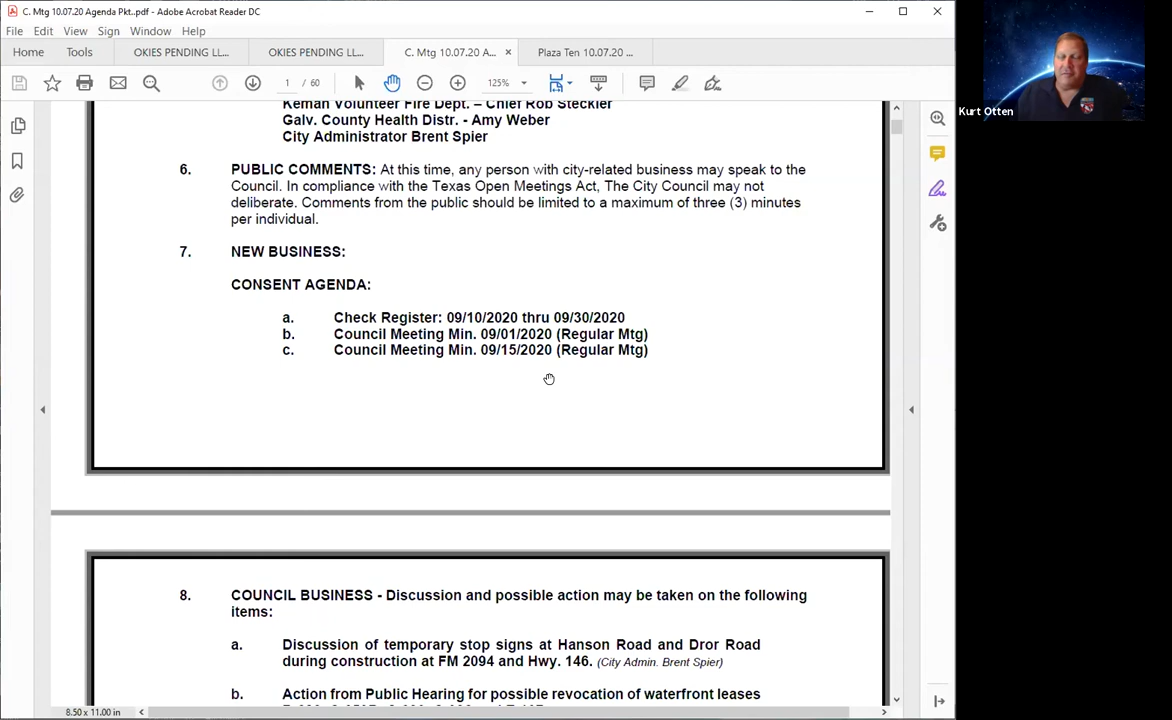 C. Mtg 10.07.20 Agenda Pkt..pdf - Adobe Acrobat Reader DC
File Edit View Sign Window Help
Home Tools OKIES PENDING LL... OKIES PENDING LL... C. Mtg 10.07.20 A... × Plaza Ten 10.07.20 ...
1 / 60 125%
Kemah Volunteer Fire Dept. – Chief Rob Steckler
Galv. County Health Distr. - Amy Weber
City Administrator Brent Spier
6. PUBLIC COMMENTS: At this time, any person with city-related business may speak to the
Council. In compliance with the Texas Open Meetings Act, The City Council may not
deliberate. Comments from the public should be limited to a maximum of three (3) minutes
per individual.
7. NEW BUSINESS:
CONSENT AGENDA:
a. Check Register: 09/10/2020 thru 09/30/2020
b. Council Meeting Min. 09/01/2020 (Regular Mtg)
c. Council Meeting Min. 09/15/2020 (Regular Mtg)
8. COUNCIL BUSINESS - Discussion and possible action may be taken on the following
items:
a. Discussion of temporary stop signs at Hanson Road and Dror Road
during construction at FM 2094 and Hwy. 146. (City Admin. Brent Spier)
b. Action from Public Hearing for possible revocation of waterfront leases
8.50 x 11.00 in
Kurt Otten